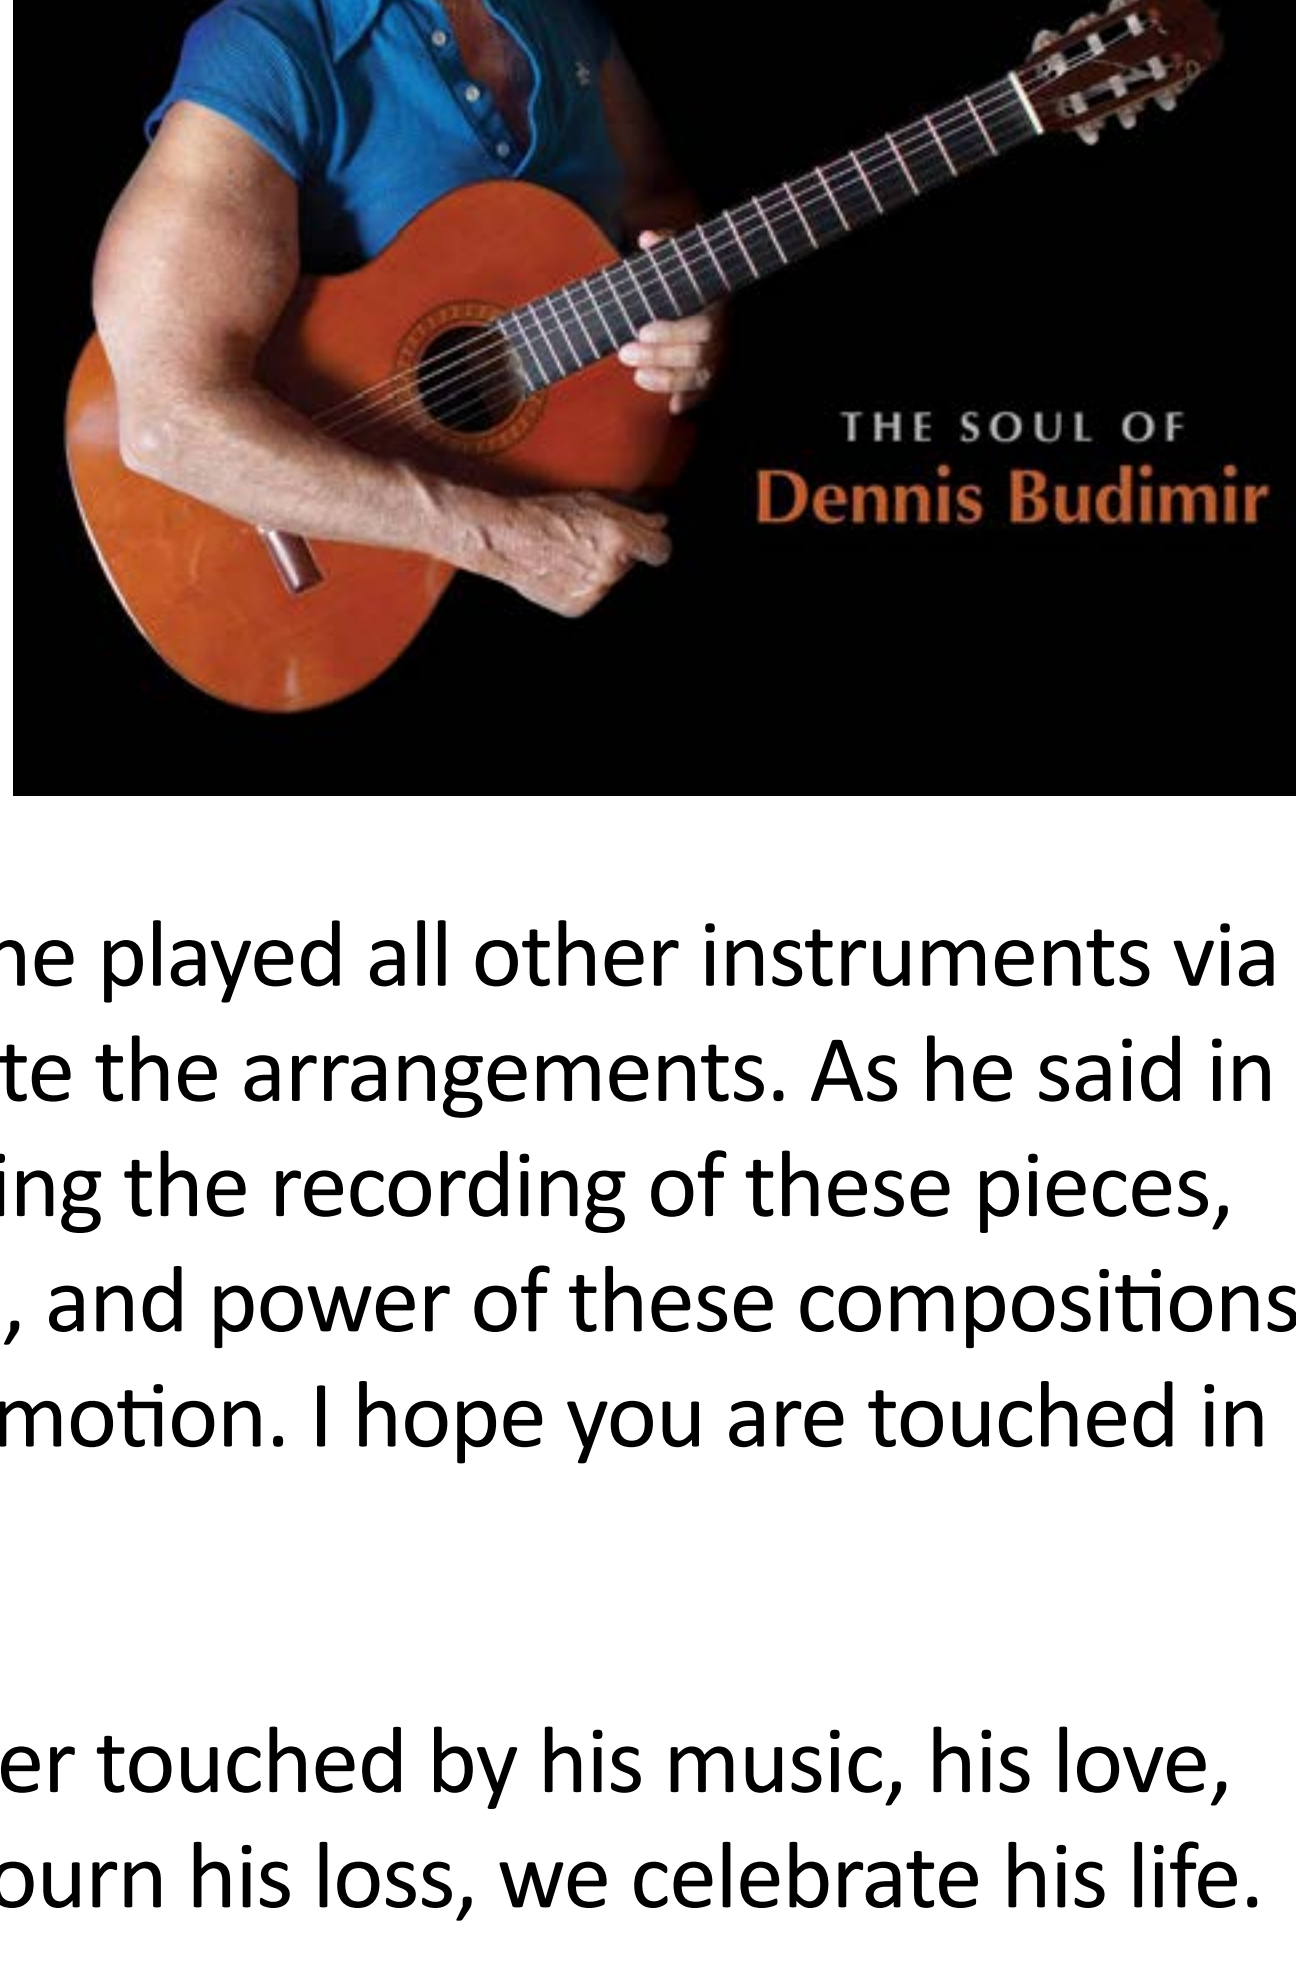 THE SOUL OF
Dennis Budimir
he played all other instruments via
te the arrangements. As he said in
ing the recording of these pieces,
, and power of these compositions
motion. I hope you are touched in
er touched by his music, his love,
ourn his loss, we celebrate his life.